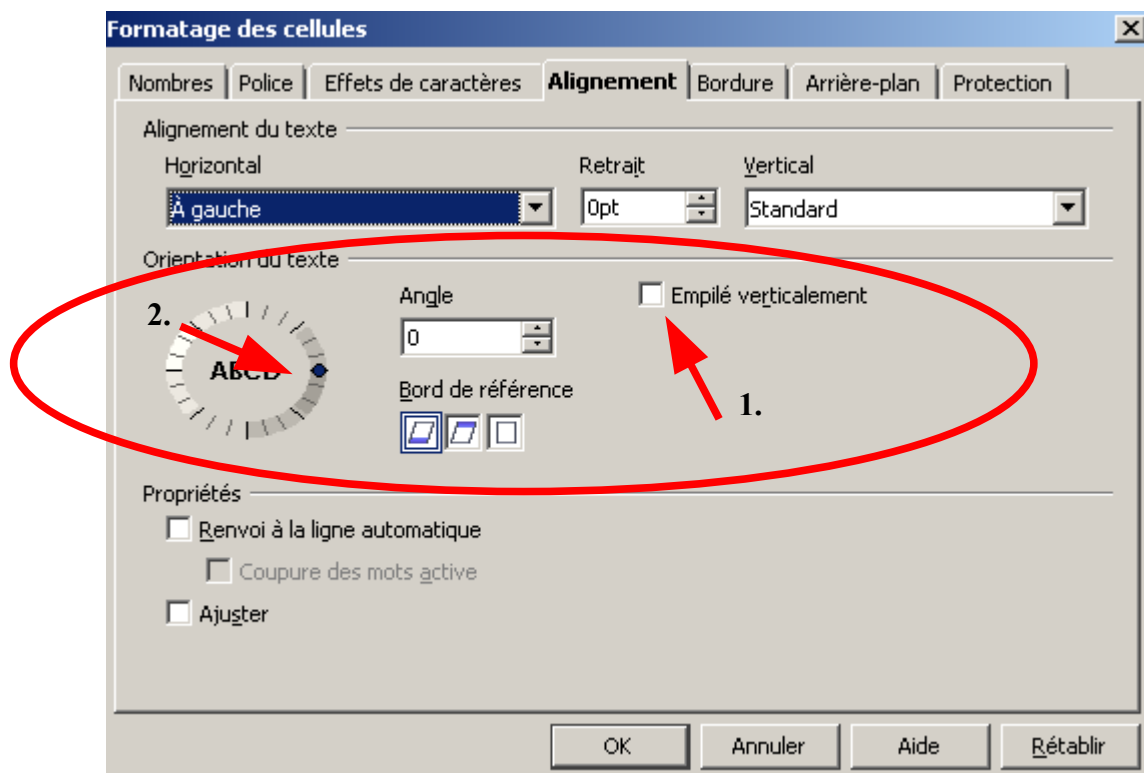 Formatage des cellules
Nombres Police Effets de caractères Alignement Bordure Arrière-plan Protection
Alignement du texte
Horizontal Retrait Vertical
À gauche 0pt Standard
Orientation du texte
2. ABCD
Angle
0
Empilé verticalement
1.
Bord de référence
Propriétés
Renvoi à la ligne automatique
Coupure des mots active
Ajuster
OK Annuler Aide Rétablir